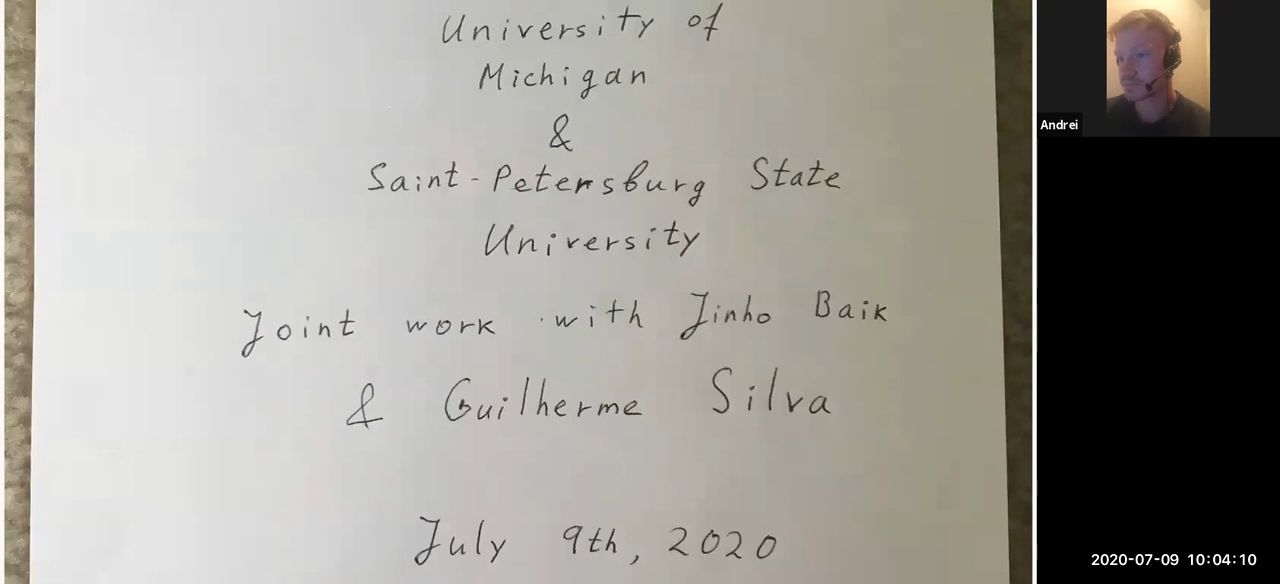 University of
Michigan
&
Saint-Petersburg State
University
Joint work with Jinho Baik
& Guilherme Silva
July 9th, 2020
Andrei
2020-07-09 10:04:10